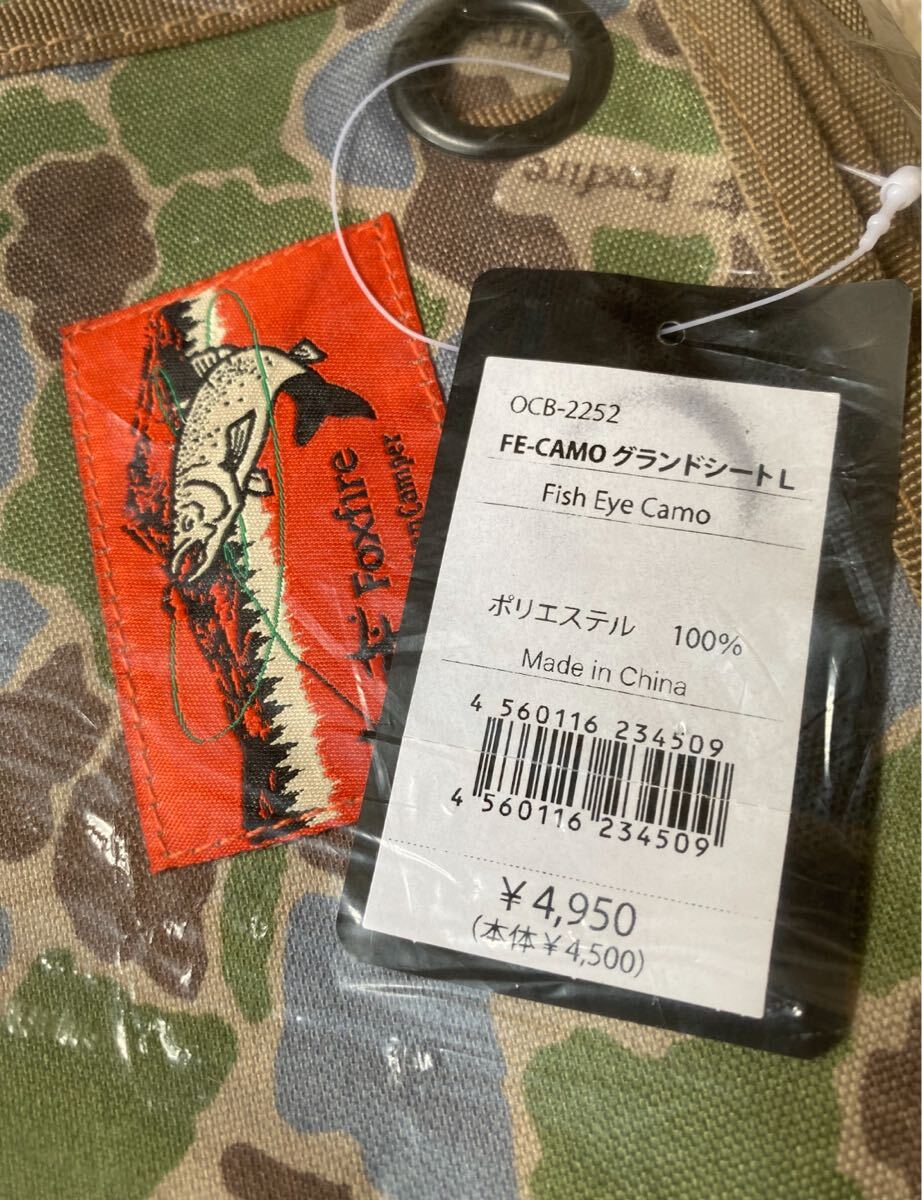 OCB-2252
FE-CAMO グランドシート L
Fish Eye Camo
ポリエステル 100%
Made in China
4 560116 234509
4 560116 234509
¥4,950
(本体¥4,500)
Foxfire
Camper